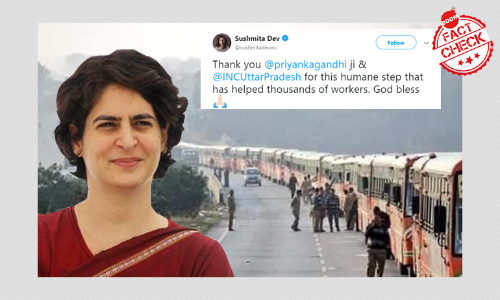 BOOM
FACT
CHECK
Sushmita Dev
@sushmitadevinc
Follow
Thank you @priyankagandhi ji &
@INCUttarPradesh for this humane step that
has helped thousands of workers. God bless
🙏🏻